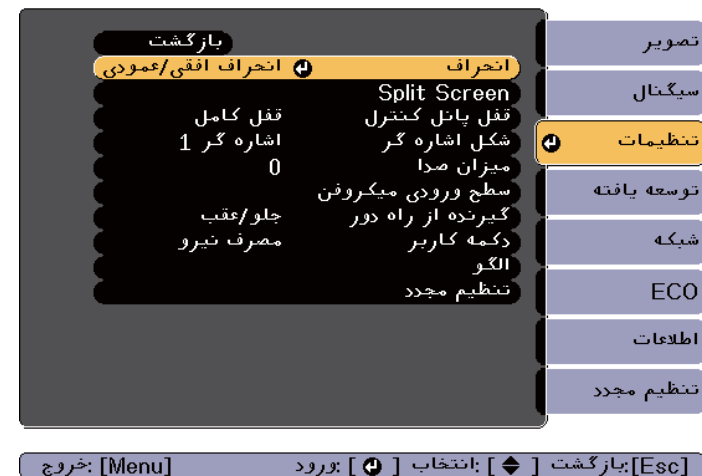 تصویر
سیگنال
تنظیمات
توسعه یافته
شبکه
ECO
اطلاعات
تنظیم مجدد
بازگشت
انحراف انحراف افقی/عمودی
Split Screen
قفل پانل کنترل قفل کامل
شکل اشاره گر اشاره گر 1
میزان صدا 0
سطح ورودی میکروفن
گیرنده از راه دور جلو/عقب
دکمه کاربر مصرف نیرو
الگو
تنظیم مجدد
[Esc]:بازگشت [ ] :انتخاب [ ] :ورود [Menu] :خروج